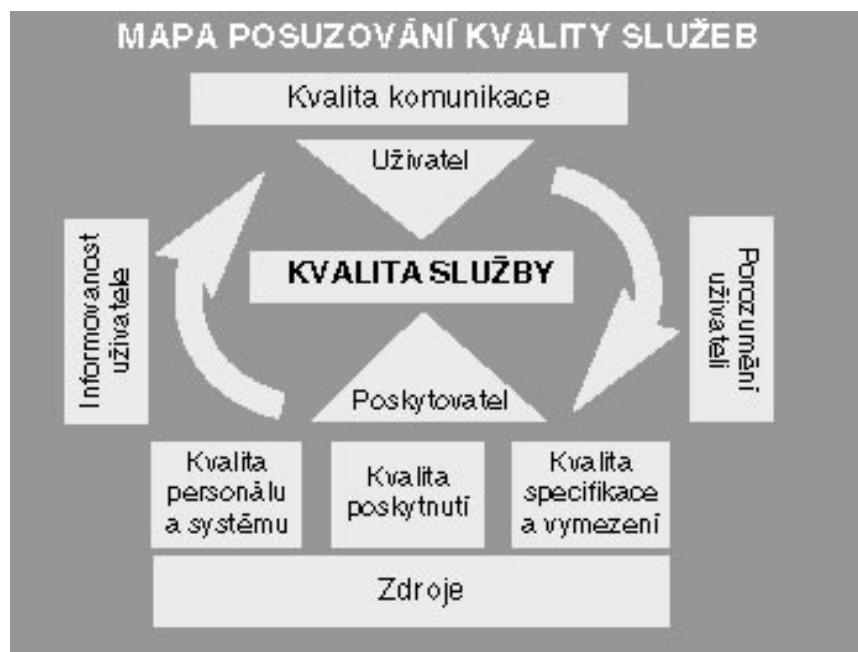 MAPA POSUZOVÁNÍ KVALITY SLUŽEB
Kvalita komunikace
Uživatel
Informovanost
uživatele
KVALITA SLUŽBY
Porozumění
uživateli
Poskytovatel
Kvalita
personálu
a systému
Kvalita
poskytnutí
Kvalita
specifikace
a vymezení
Zdroje